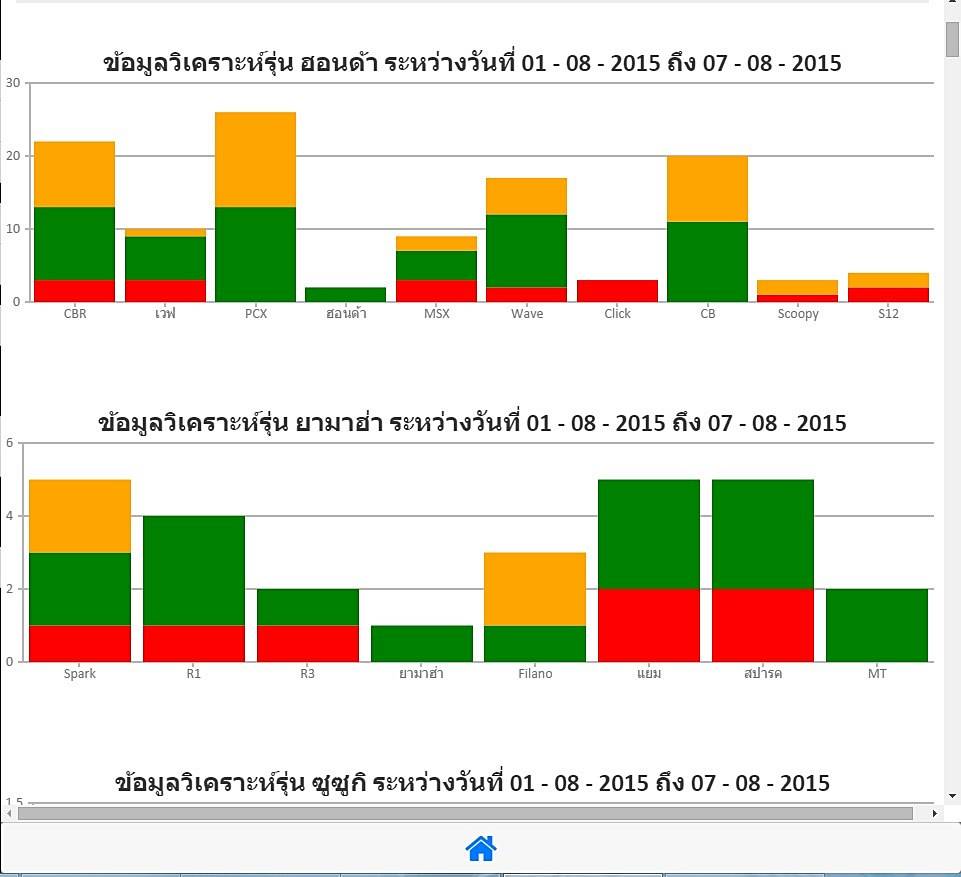 ข้อมูลวิเคราะห์รุ่น ฮอนด้า ระหว่างวันที่ 01 - 08 - 2015 ถึง 07 - 08 - 2015
30
20
10
0
CBR เวฟ PCX ฮอนด้า MSX Wave Click CB Scoopy S12
ข้อมูลวิเคราะห์รุ่น ยามาฮ่า ระหว่างวันที่ 01 - 08 - 2015 ถึง 07 - 08 - 2015
6
4
2
0
Spark R1 R3 ยามาฮ่า Filano แยม สปารค MT
ข้อมูลวิเคราะห์รุ่น ซูซูกิ ระหว่างวันที่ 01 - 08 - 2015 ถึง 07 - 08 - 2015
1.5